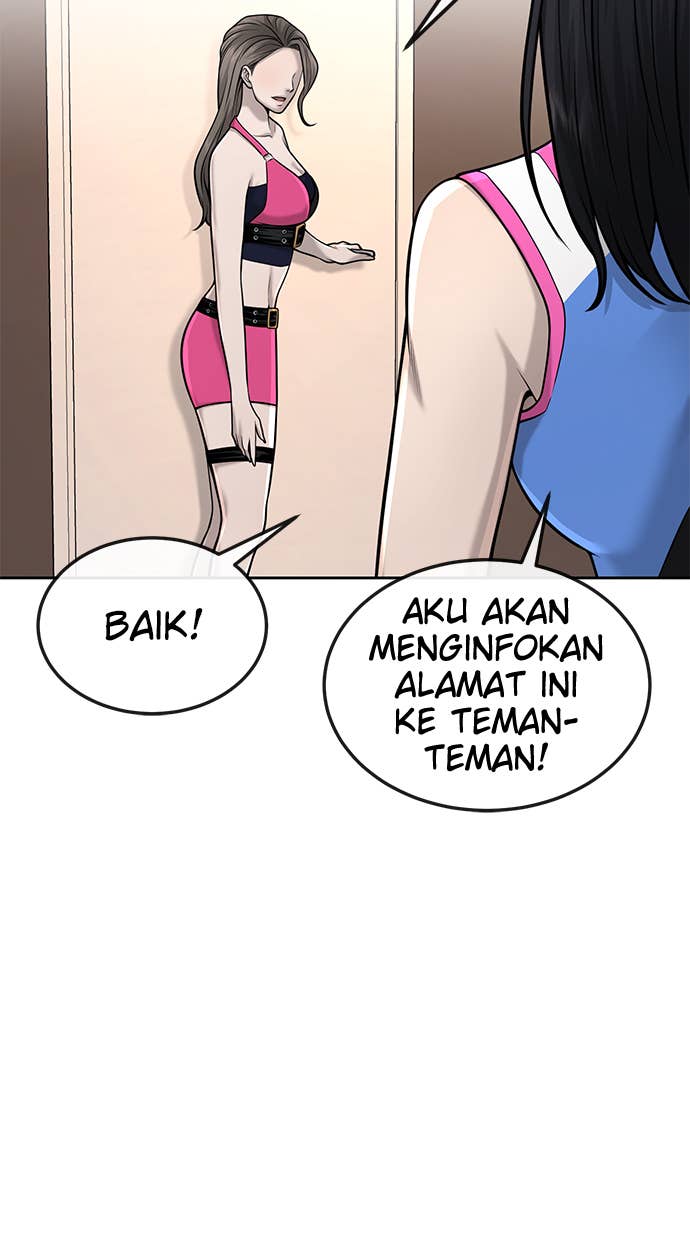 BAIK!
AKU AKAN
MENGINFOKAN
ALAMAT INI
KE TEMAN-
TEMAN!